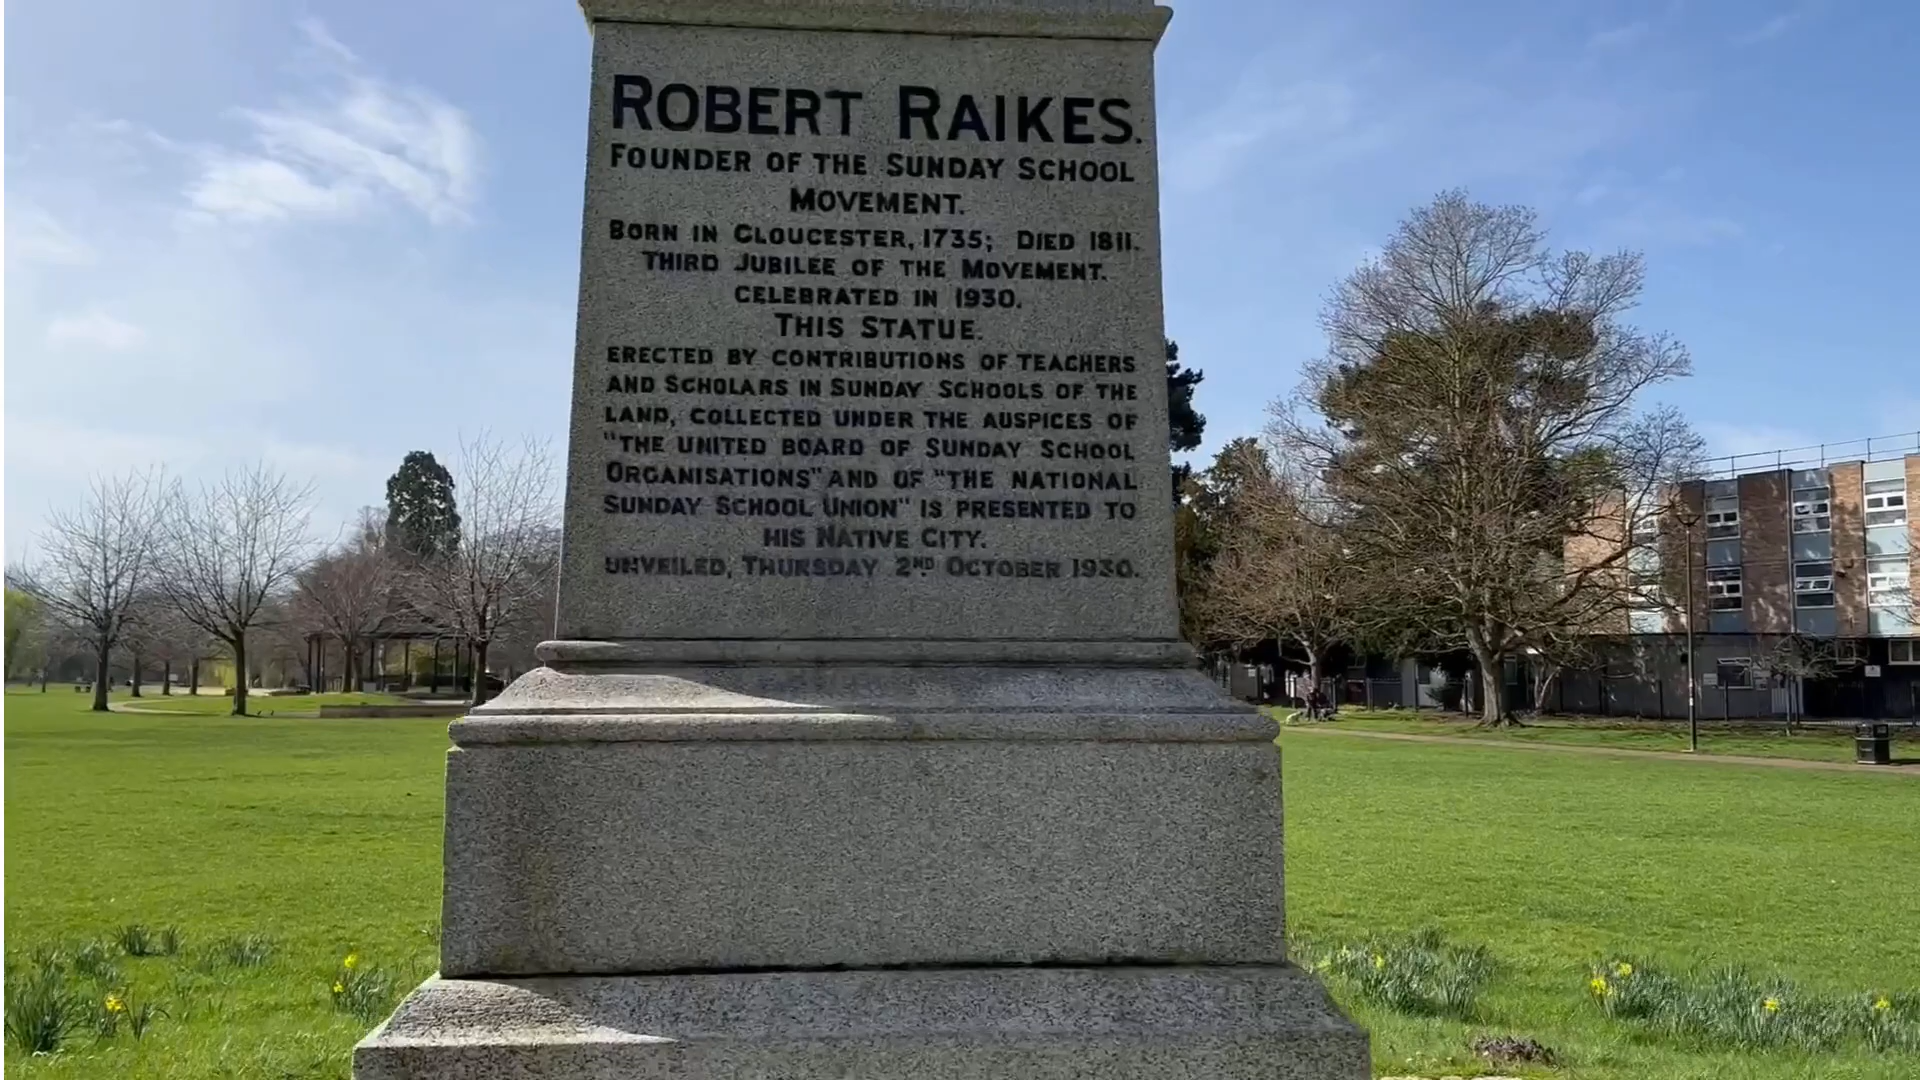 ROBERT RAIKES.
FOUNDER OF THE SUNDAY SCHOOL
MOVEMENT.
BORN IN GLOUCESTER, 1735; DIED 1811.
THIRD JUBILEE OF THE MOVEMENT.
CELEBRATED IN 1930.
THIS STATUE.
ERECTED BY CONTRIBUTIONS OF TEACHERS
AND SCHOLARS IN SUNDAY SCHOOLS OF THE
LAND, COLLECTED UNDER THE AUSPICES OF
"THE UNITED BOARD OF SUNDAY SCHOOL
ORGANISATIONS" AND OF "THE NATIONAL
SUNDAY SCHOOL UNION" IS PRESENTED TO
HIS NATIVE CITY.
UNVEILED, THURSDAY 2ND OCTOBER 1930.